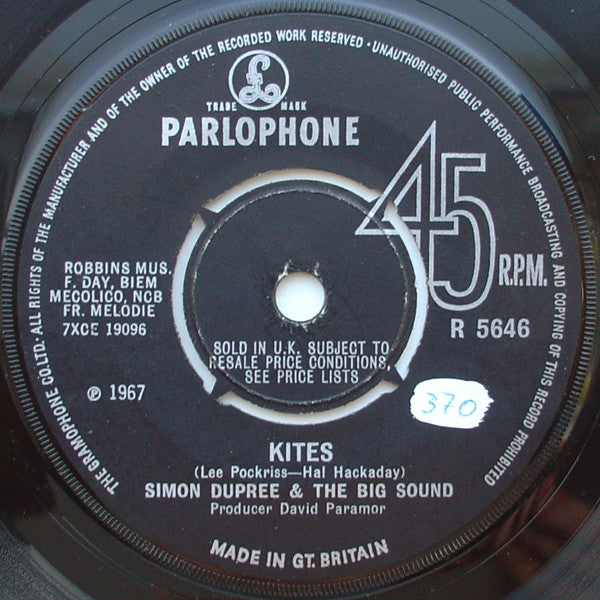 THE GRAMOPHONE CO. LTD. · ALL RIGHTS OF THE MANUFACTURER AND OF THE OWNER OF THE RECORDED WORK RESERVED · UNAUTHORISED PUBLIC PERFORMANCE BROADCASTING AND COPYING OF THIS RECORD PROHIBITED
£
TRADE MARK
PARLOPHONE
45
R.P.M.
R 5646
ROBBINS MUS.
F. DAY, BIEM
MECOLICO, NCB
FR. MELODIE
7XCE 19096
℗ 1967
SOLD IN U.K. SUBJECT TO
RESALE PRICE CONDITIONS,
SEE PRICE LISTS
370
KITES
(Lee Pockriss—Hal Hackaday)
SIMON DUPREE & THE BIG SOUND
Producer David Paramor
MADE IN GT. BRITAIN